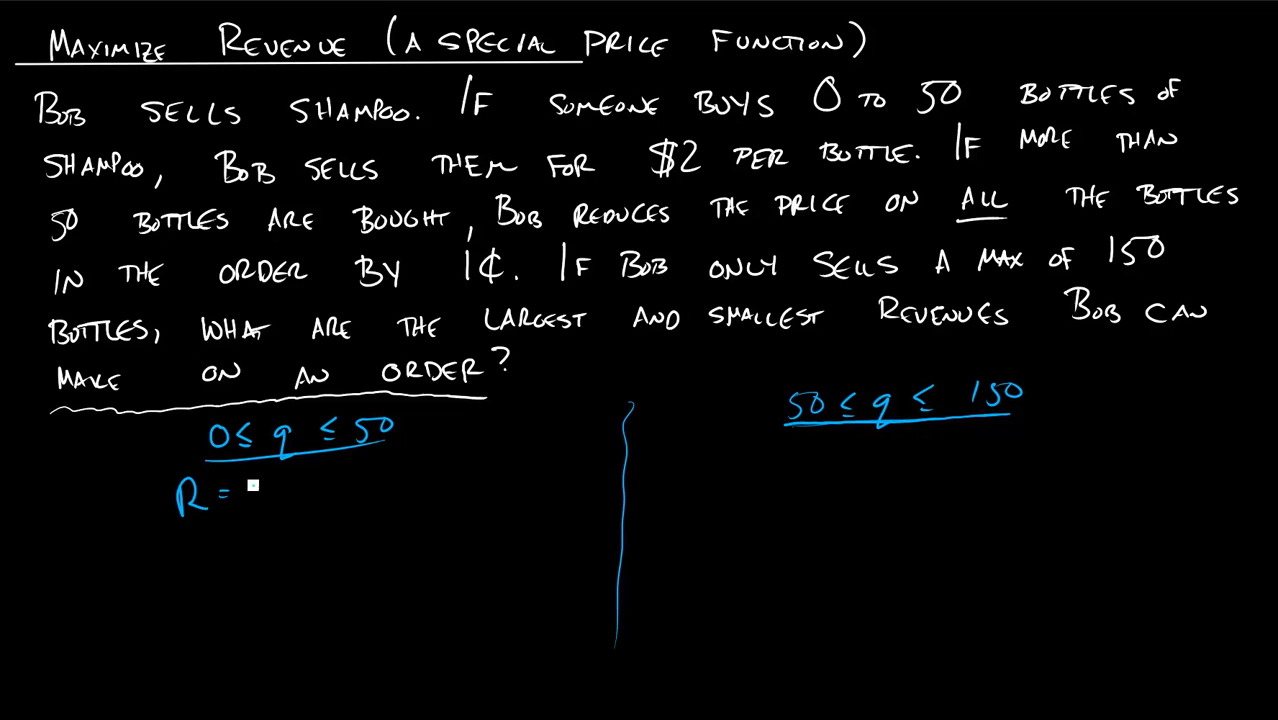 MAXIMIZE REVENUE (A SPECIAL PRICE FUNCTION)
BOB SELLS SHAMPOO. IF SOMEONE BUYS 0 TO 50 BOTTLES OF
SHAMPOO, BOB SELLS THEM FOR $2 PER BOTTLE. IF MORE THAN
50 BOTTLES ARE BOUGHT, BOB REDUCES THE PRICE ON ALL THE BOTTLES
IN THE ORDER BY 1¢. IF BOB ONLY SELLS A MAX OF 150
BOTTLES, WHAT ARE THE LARGEST AND SMALLEST REVENUES BOB CAN
MAKE ON AN ORDER?
0 ≤ q ≤ 50
50 ≤ q ≤ 150
R =